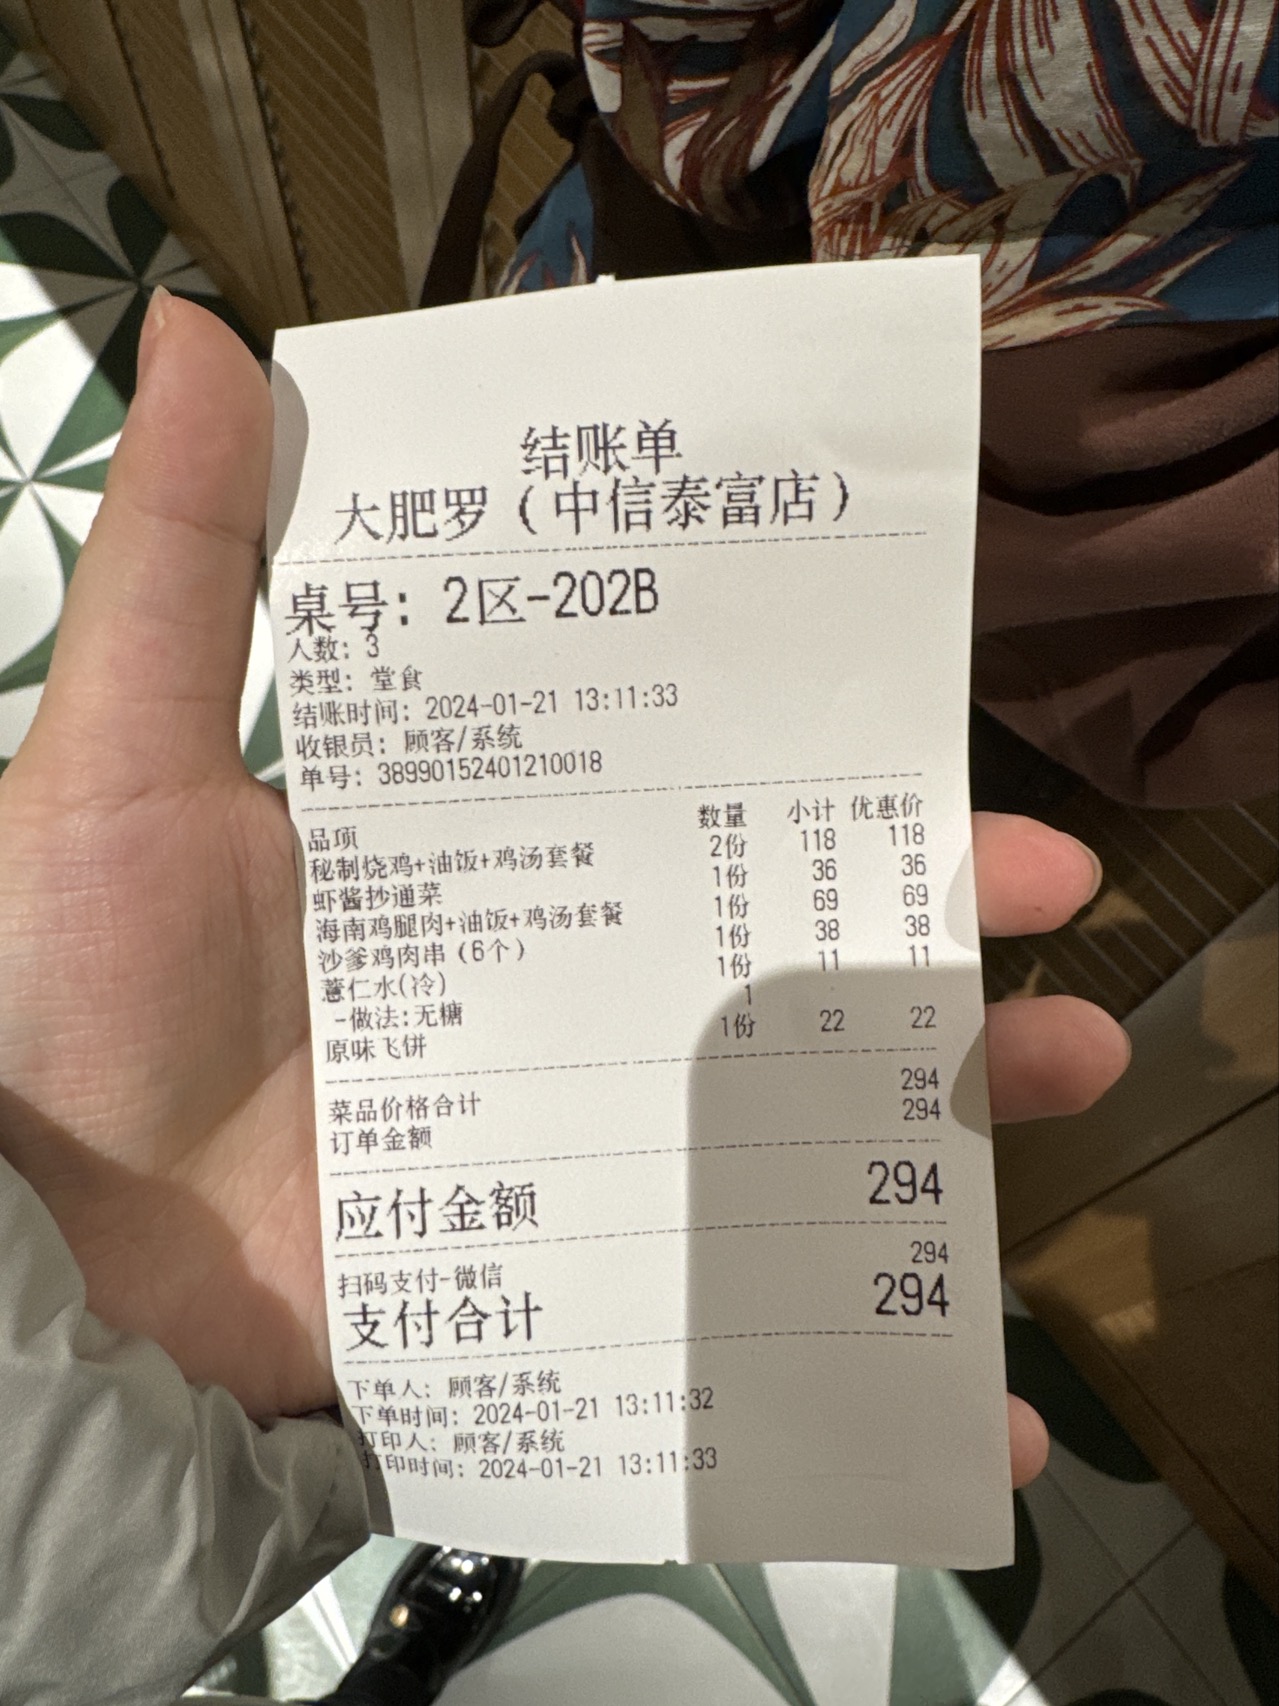 结账单
大肥罗（中信泰富店）
桌号：2区-202B
人数：3
类型：堂食
结账时间：2024-01-21 13:11:33
收银员：顾客/系统
单号：38990152401210018
品项 数量 小计 优惠价
秘制烧鸡+油饭+鸡汤套餐 2份 118 118
虾酱抄通菜 1份 36 36
海南鸡腿肉+油饭+鸡汤套餐 1份 69 69
沙爹鸡肉串（6个） 1份 38 38
薏仁水(冷) 1份 11 11
-做法:无糖 1
原味飞饼 1份 22 22
菜品价格合计 294
订单金额 294
应付金额 294
扫码支付-微信 294
支付合计 294
下单人：顾客/系统
下单时间：2024-01-21 13:11:32
打印人：顾客/系统
打印时间：2024-01-21 13:11:33